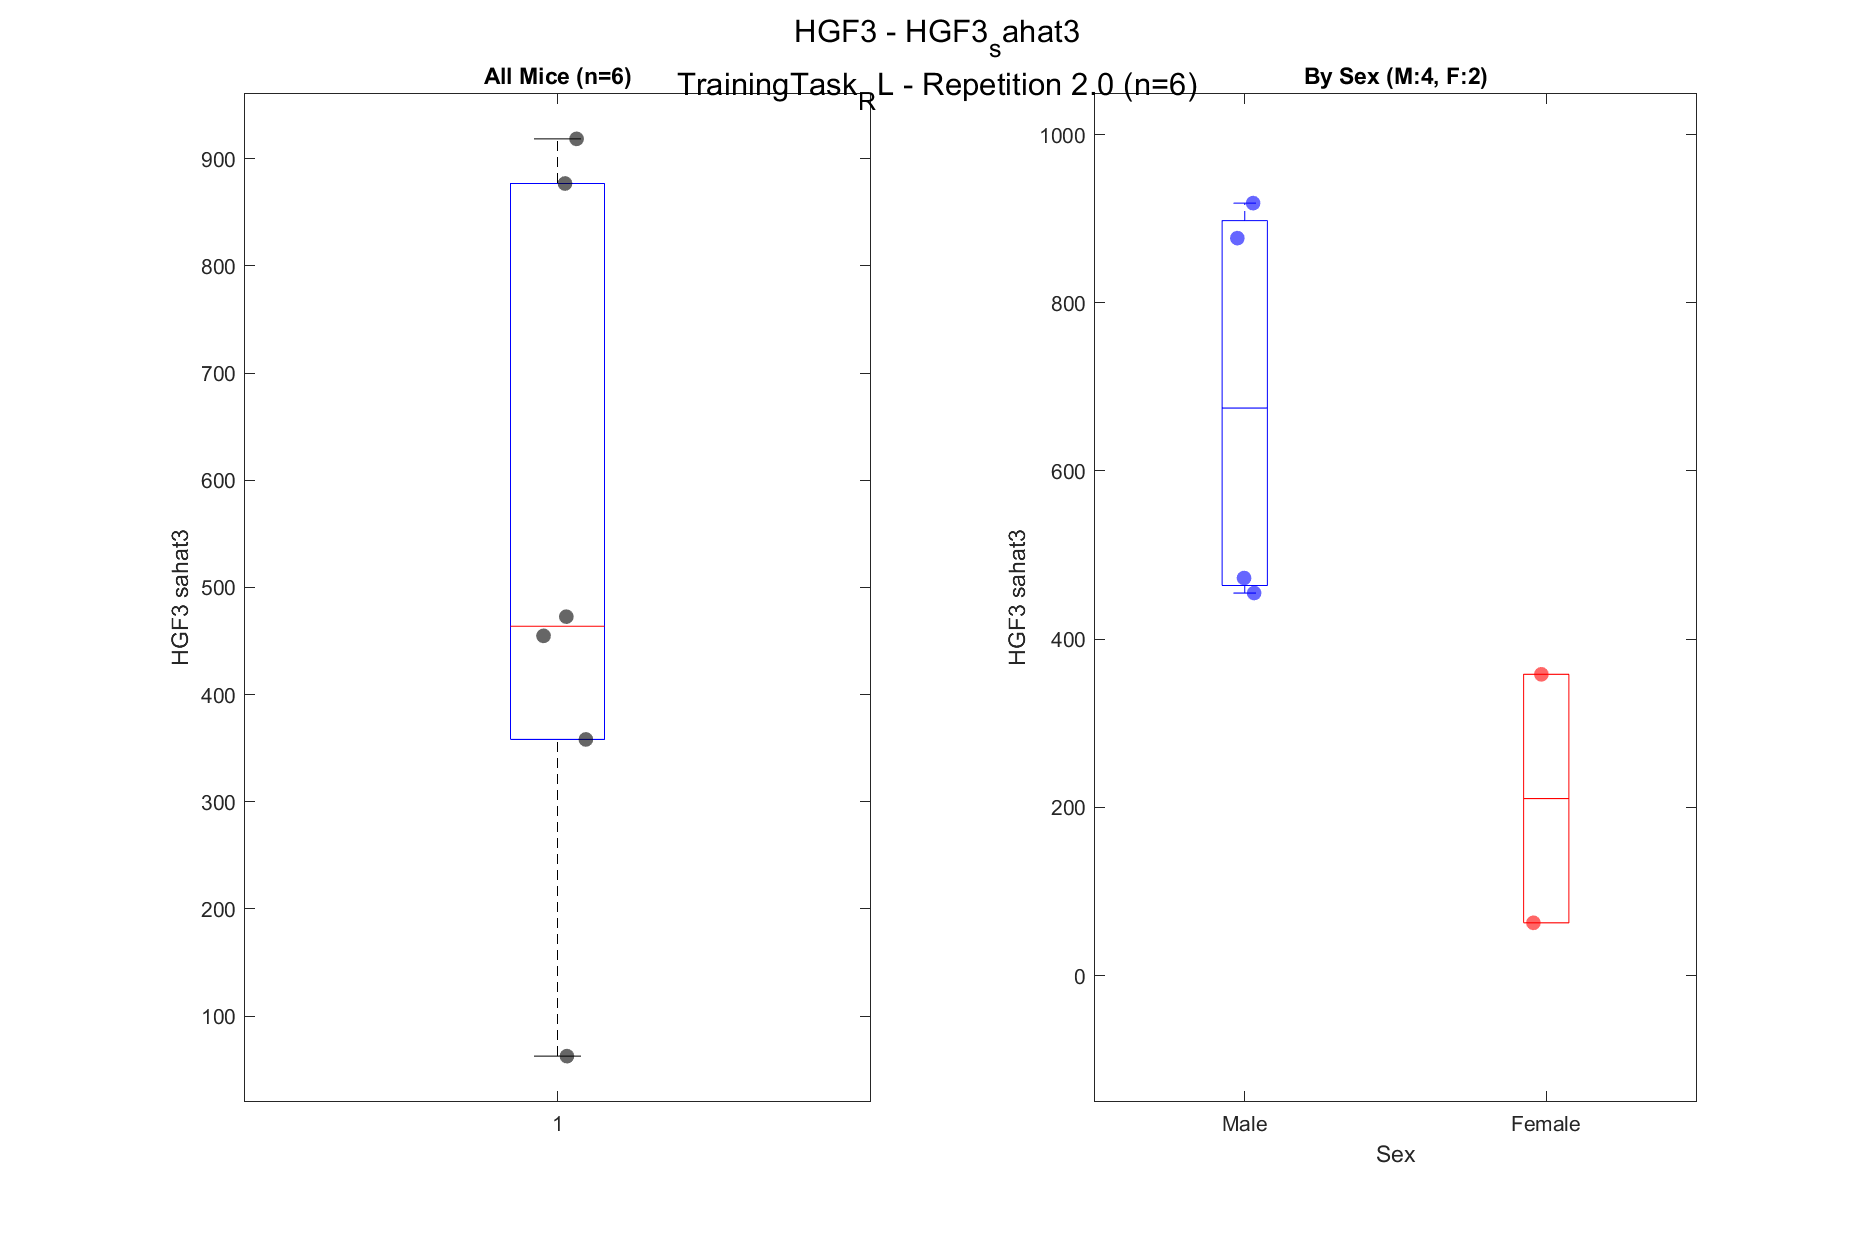 HGF3 - HGF3sahat3
TrainingTaskRL - Repetition 2.0 (n=6)
All Mice (n=6)
HGF3 sahat3
900
800
700
600
500
400
300
200
100
1
By Sex (M:4, F:2)
HGF3 sahat3
1000
800
600
400
200
0
Male Female
Sex